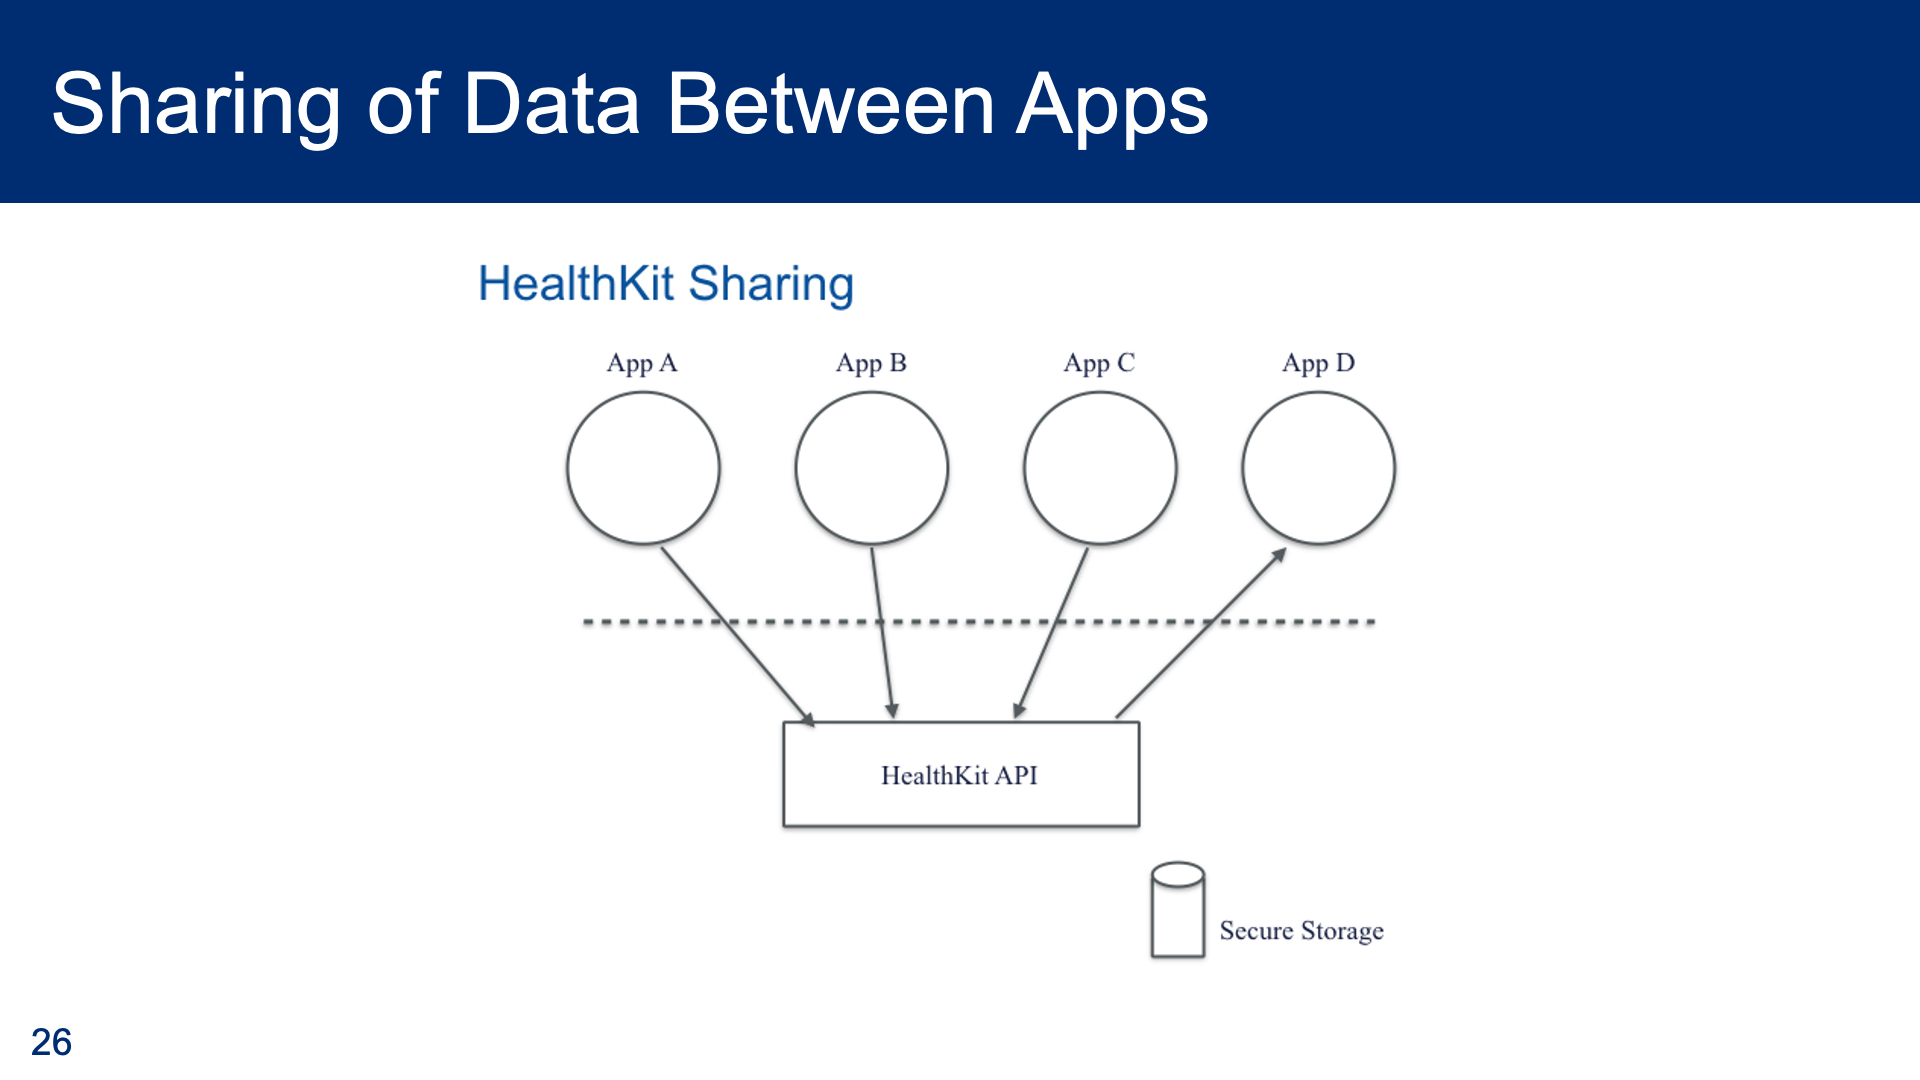 Sharing of Data Between Apps
HealthKit Sharing
App A
App B
App C
App D
HealthKit API
Secure Storage
26